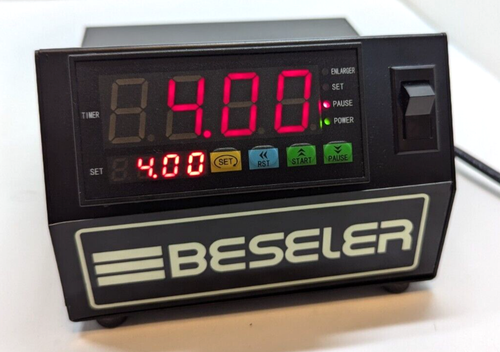 TIMER
4.00
ENLARGER
SET
PAUSE
POWER
SET
4.00
SET
RST
START
PAUSE
BESELER